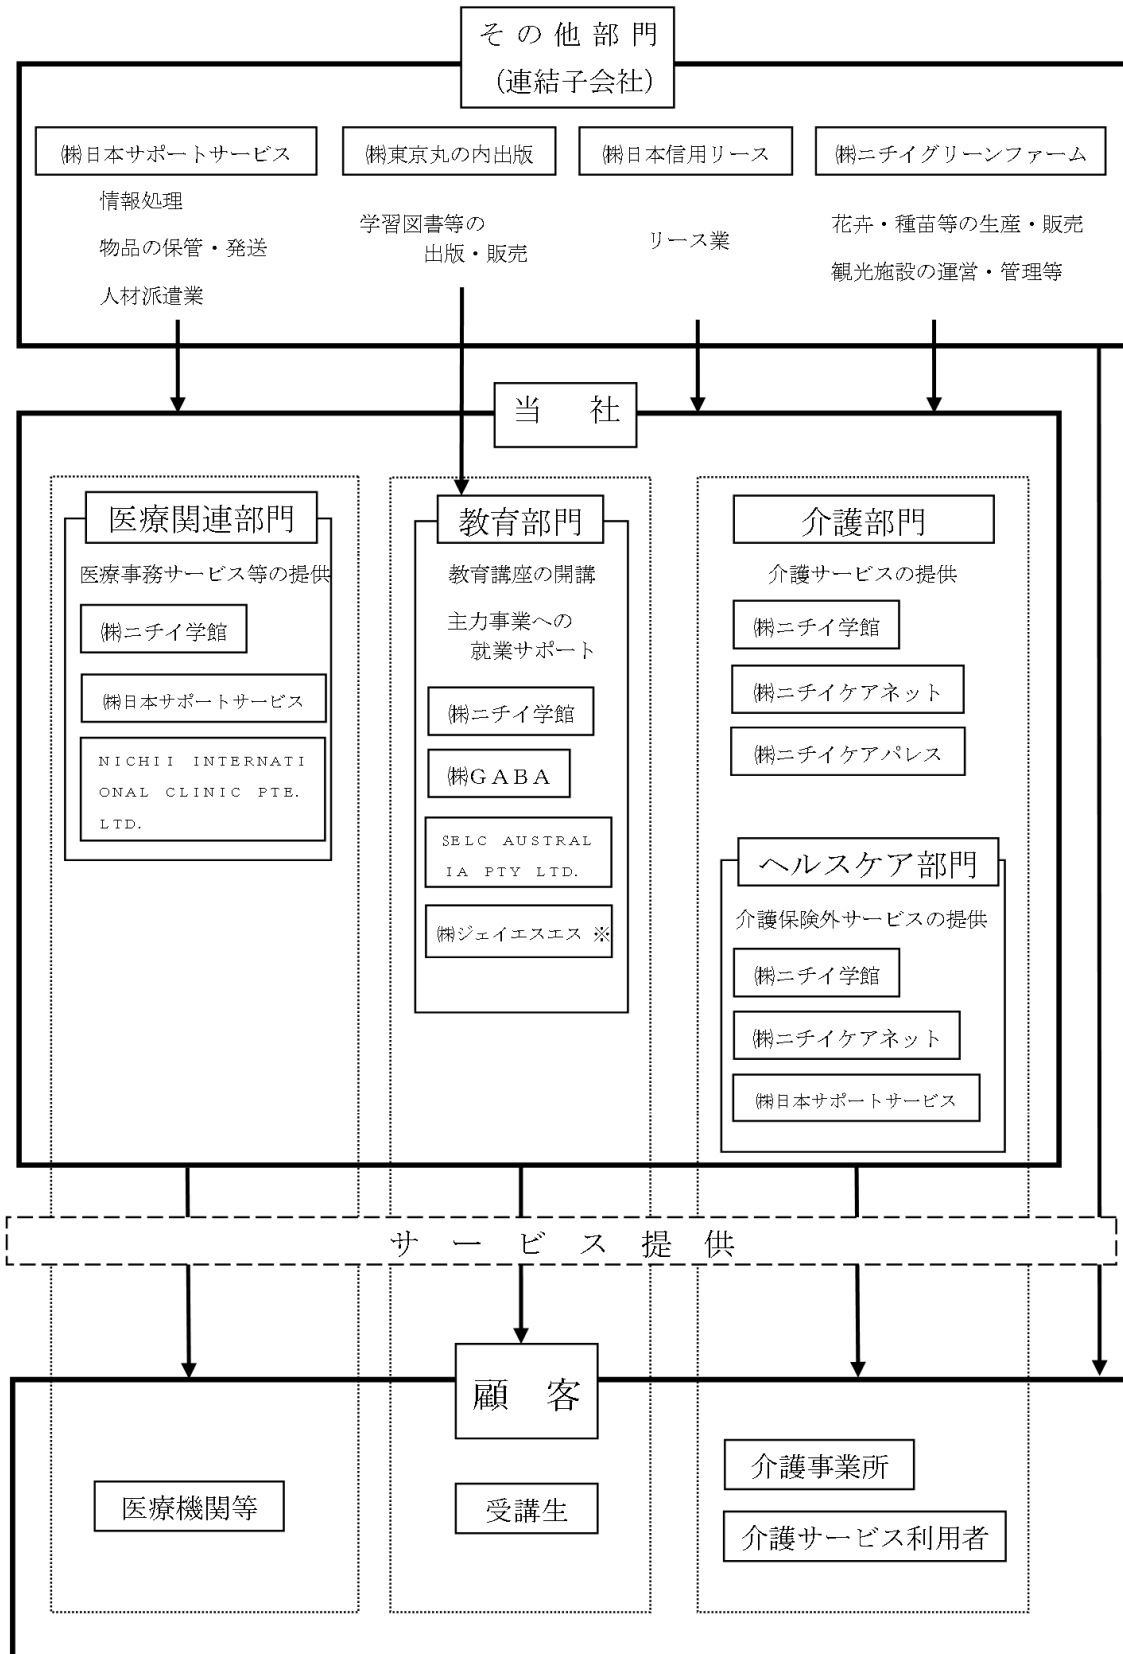 その他部門
(連結子会社)
㈱日本サポートサービス
情報処理
物品の保管・発送
人材派遣業
㈱東京丸の内出版
学習図書等の
出版・販売
㈱日本信用リース
リース業
㈱ニチイグリーンファーム
花卉・種苗等の生産・販売
観光施設の運営・管理等
当 社
医療関連部門
医療事務サービス等の提供
㈱ニチイ学館
㈱日本サポートサービス
NICHII INTERNATI
ONAL CLINIC PTE.
LTD.
教育部門
教育講座の開講
主力事業への
就業サポート
㈱ニチイ学館
㈱GABA
SELC AUSTRAL
IA PTY LTD.
㈱ジェイエスエス ※
介護部門
介護サービスの提供
㈱ニチイ学館
㈱ニチイケアネット
㈱ニチイケアパレス
ヘルスケア部門
介護保険外サービスの提供
㈱ニチイ学館
㈱ニチイケアネット
㈱日本サポートサービス
サ ー ビ ス 提 供
顧 客
医療機関等
受講生
介護事業所
介護サービス利用者